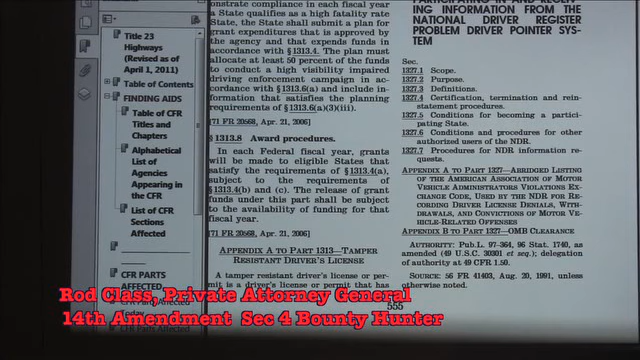 Title 23
Highways
(Revised as of
April 1, 2011)
Table of Contents
FINDING AIDS
Table of CFR
Titles and
Chapters
Alphabetical
List of
Agencies
Appearing in
the CFR
List of CFR
Sections
Affected
CFR PARTS
AFFECTED
CFR Parts Affected
onstrate compliance in each fiscal year
a State qualifies as a high fatality rate
State, the State shall submit a plan for
grant expenditures that is approved by
the agency and that expends funds in
accordance with §1313.4. The plan must
allocate at least 50 percent of the funds
to conduct a high visibility impaired
driving enforcement campaign in ac-
cordance with §1313.6(a) and include in-
formation that satisfies the planning
requirements of §1313.6(a)(3)(iii).
[71 FR 20568, Apr. 21, 2006]
§1313.8 Award procedures.
In each Federal fiscal year, grants
will be made to eligible States that
satisfy the requirements of §1313.4(a),
subject to the requirements of
§1313.4(b) and (c). The release of grant
funds under this part shall be subject
to the availability of funding for that
fiscal year.
[71 FR 20568, Apr. 21, 2006]
APPENDIX A TO PART 1313—TAMPER
RESISTANT DRIVER'S LICENSE
A tamper resistant driver's license or per-
mit is a driver's license or permit that has
PARTICIPATING IN AND RECEIV-
ING INFORMATION FROM THE
NATIONAL DRIVER REGISTER
PROBLEM DRIVER POINTER SYS-
TEM
Sec.
1327.1 Scope.
1327.2 Purpose.
1327.3 Definitions.
1327.4 Certification, termination and rein-
statement procedures.
1327.5 Conditions for becoming a partici-
pating State.
1327.6 Conditions and procedures for other
authorized users of the NDR.
1327.7 Procedures for NDR information re-
quests.
APPENDIX A TO PART 1327—ABRIDGED LISTING
OF THE AMERICAN ASSOCIATION OF MOTOR
VEHICLE ADMINISTRATORS VIOLATIONS EX-
CHANGE CODE, USED BY THE NDR FOR RE-
CORDING DRIVER LICENSE DENIALS, WITH-
DRAWALS, AND CONVICTIONS OF MOTOR VE-
HICLE-RELATED OFFENSES
APPENDIX B TO PART 1327—OMB CLEARANCE
AUTHORITY: Pub.L. 97-364, 96 Stat. 1740, as
amended (49 U.S.C. 30301 et seq.); delegation
of authority at 49 CFR 1.50.
SOURCE: 56 FR 41403, Aug. 20, 1991, unless
otherwise noted.
555
Rod Class, Private Attorney General
14th Amendment Sec 4 Bounty Hunter